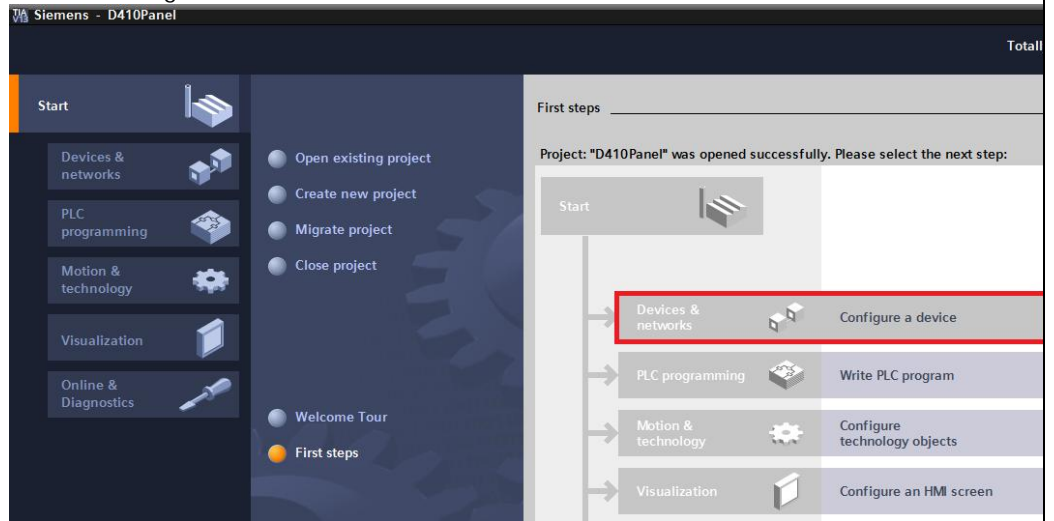 Siemens - D410Panel
Totall
Start
Devices &
networks
PLC
programming
Motion &
technology
Visualization
Online &
Diagnostics
Open existing project
Create new project
Migrate project
Close project
Welcome Tour
First steps
First steps
Project: "D410Panel" was opened successfully. Please select the next step:
Start
Devices &
networks
Configure a device
PLC programming
Write PLC program
Motion &
technology
Configure
technology objects
Visualization
Configure an HMI screen